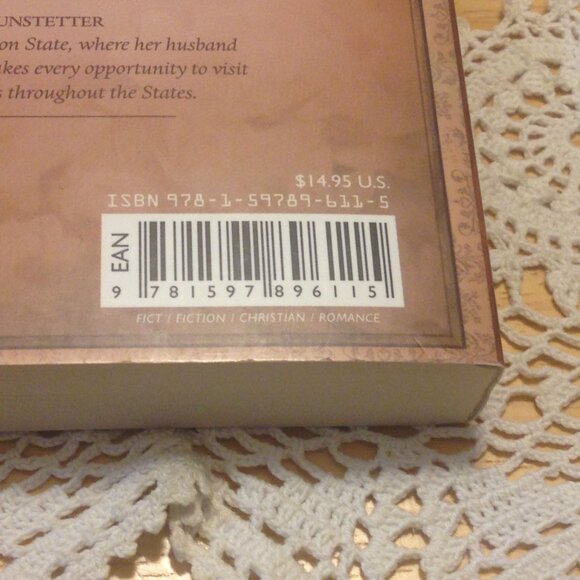 UNSTETTER
on State, where her husband
akes every opportunity to visit
s throughout the States.
$14.95 U.S.
ISBN 978-1-59789-611-5
EAN
9 781597 896115
FICT / FICTION / CHRISTIAN / ROMANCE